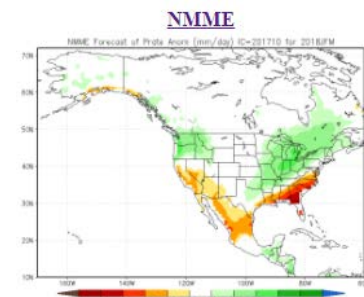 NMME
NMME Forecast of Prate Anom (mm/day) IC=201710 for 2018JFM
70N
60N
50N
40N
30N
20N
10N
160W 140W 120W 100W 80W